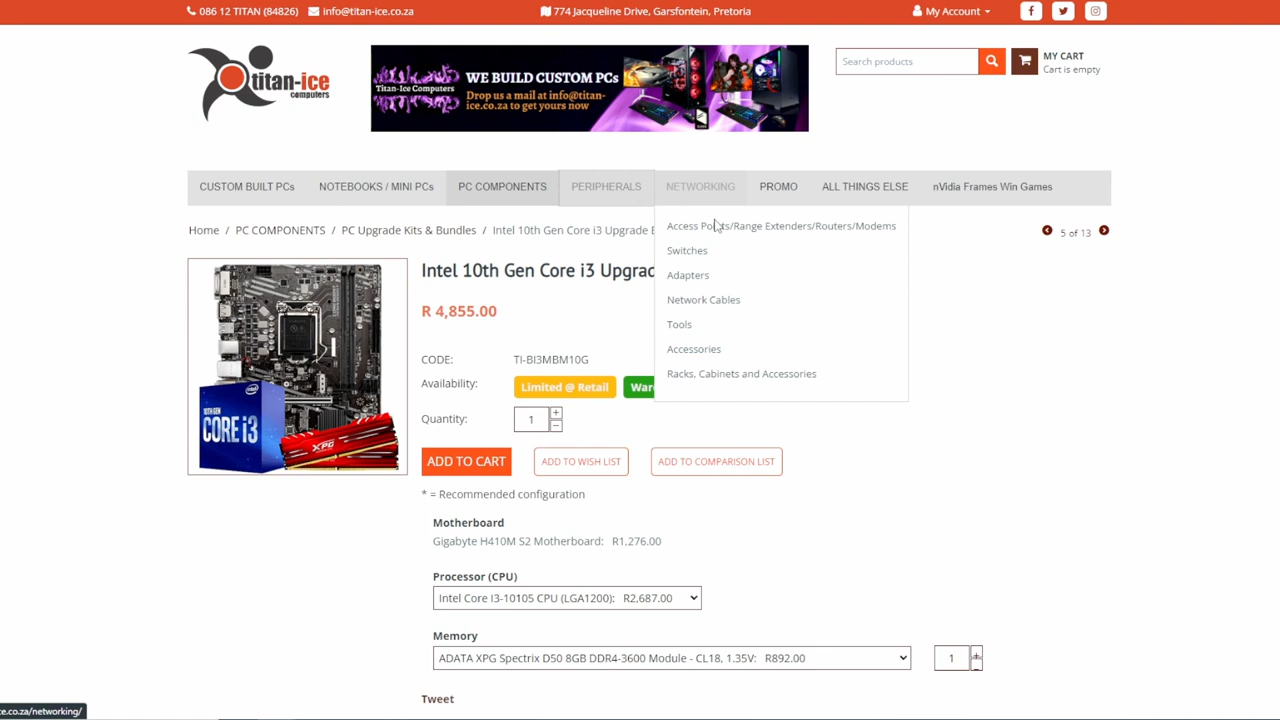 086 12 TITAN (84826) info@titan-ice.co.za 774 Jacqueline Drive, Garsfontein, Pretoria My Account
titan-ice
computers
WE BUILD CUSTOM PCs
Titan-Ice Computers
Drop us a mail at info@titan-
ice.co.za to get yours now
Search products
MY CART
Cart is empty
CUSTOM BUILT PCs NOTEBOOKS / MINI PCs PC COMPONENTS PERIPHERALS NETWORKING PROMO ALL THINGS ELSE nVidia Frames Win Games
Home / PC COMPONENTS / PC Upgrade Kits & Bundles / Intel 10th Gen Core i3 Upgrade
5 of 13
Access Points/Range Extenders/Routers/Modems
Switches
Adapters
Network Cables
Tools
Accessories
Racks, Cabinets and Accessories
intel
10TH GEN
CORE i3
XPG
Intel 10th Gen Core i3 Upgrad
R 4,855.00
CODE: TI-BI3MBM10G
Availability: Limited @ Retail War
Quantity: 1 + −
ADD TO CART ADD TO WISH LIST ADD TO COMPARISON LIST
* = Recommended configuration
Motherboard
Gigabyte H410M S2 Motherboard: R1,276.00
Processor (CPU)
Intel Core I3-10105 CPU (LGA1200): R2,687.00
Memory
ADATA XPG Spectrix D50 8GB DDR4-3600 Module - CL18, 1.35V: R892.00 1 +
Tweet
ce.co.za/networking/